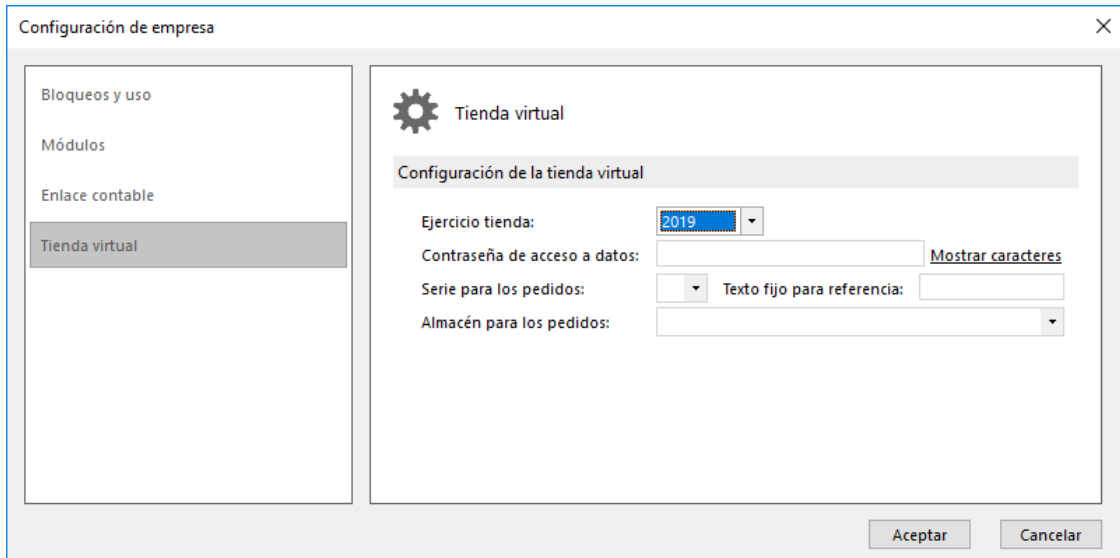 Configuración de empresa
Bloqueos y uso
Módulos
Enlace contable
Tienda virtual
Tienda virtual
Configuración de la tienda virtual
Ejercicio tienda: 2019
Contraseña de acceso a datos: Mostrar caracteres
Serie para los pedidos: Texto fijo para referencia:
Almacén para los pedidos:
Aceptar Cancelar